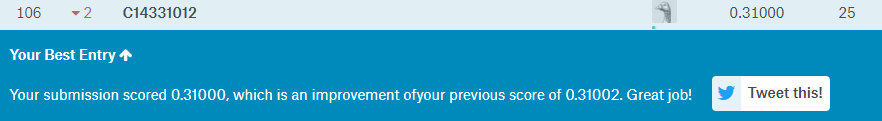 106 2 C14331012 0.31000 25
Your Best Entry
Your submission scored 0.31000, which is an improvement ofyour previous score of 0.31002. Great job! Tweet this!